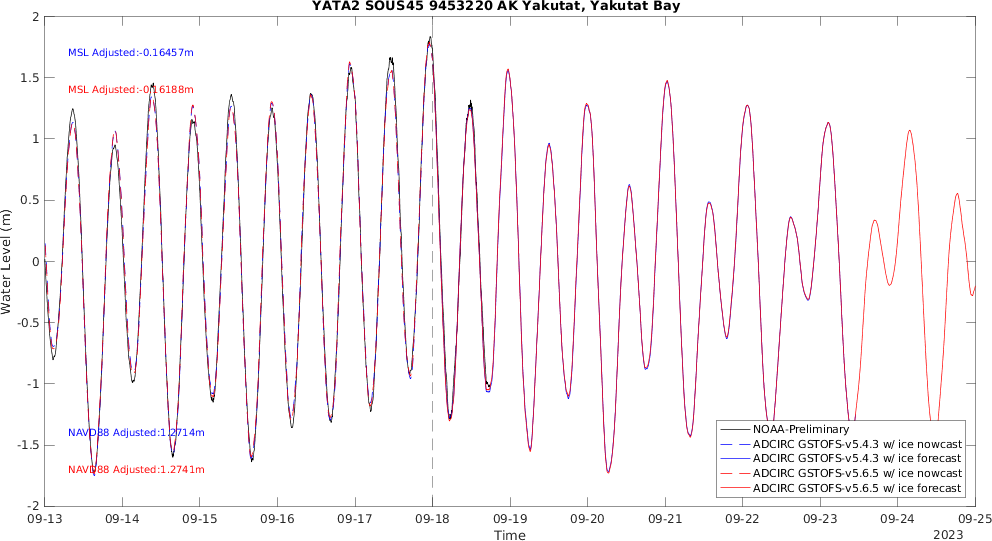 YATA2 SOUS45 9453220 AK Yakutat, Yakutat Bay
2
1.5
1
0.5
0
-0.5
-1
-1.5
-2
Water Level (m)
MSL Adjusted:-0.16457m
MSL Adjusted:-0.16188m
NAVD88 Adjusted:1.2714m
NAVD88 Adjusted:1.2741m
NOAA-Preliminary
ADCIRC GSTOFS-v5.4.3 w/ ice nowcast
ADCIRC GSTOFS-v5.4.3 w/ ice forecast
ADCIRC GSTOFS-v5.6.5 w/ ice nowcast
ADCIRC GSTOFS-v5.6.5 w/ ice forecast
09-13 09-14 09-15 09-16 09-17 09-18 09-19 09-20 09-21 09-22 09-23 09-24 09-25
Time
2023